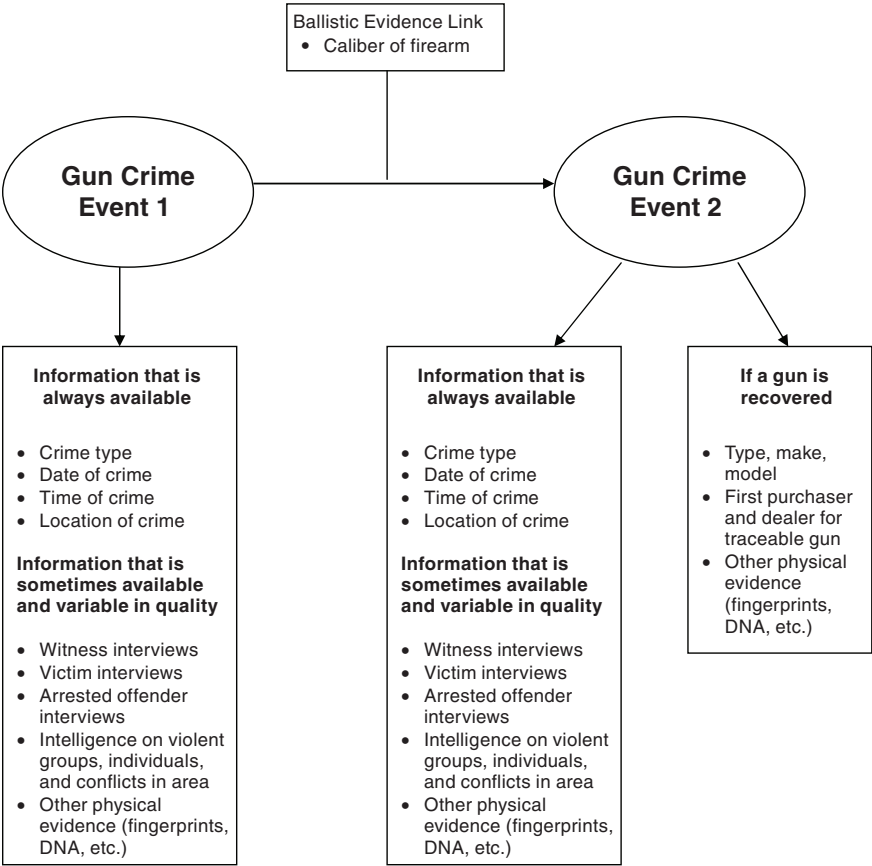 Ballistic Evidence Link
• Caliber of firearm
Gun Crime
Event 1
Gun Crime
Event 2
Information that is
always available
• Crime type
• Date of crime
• Time of crime
• Location of crime
Information that is
sometimes available
and variable in quality
• Witness interviews
• Victim interviews
• Arrested offender
interviews
• Intelligence on violent
groups, individuals,
and conflicts in area
• Other physical
evidence (fingerprints,
DNA, etc.)
Information that is
always available
• Crime type
• Date of crime
• Time of crime
• Location of crime
Information that is
sometimes available
and variable in quality
• Witness interviews
• Victim interviews
• Arrested offender
interviews
• Intelligence on violent
groups, individuals,
and conflicts in area
• Other physical
evidence (fingerprints,
DNA, etc.)
If a gun is
recovered
• Type, make,
model
• First purchaser
and dealer for
traceable gun
• Other physical
evidence
(fingerprints,
DNA, etc.)